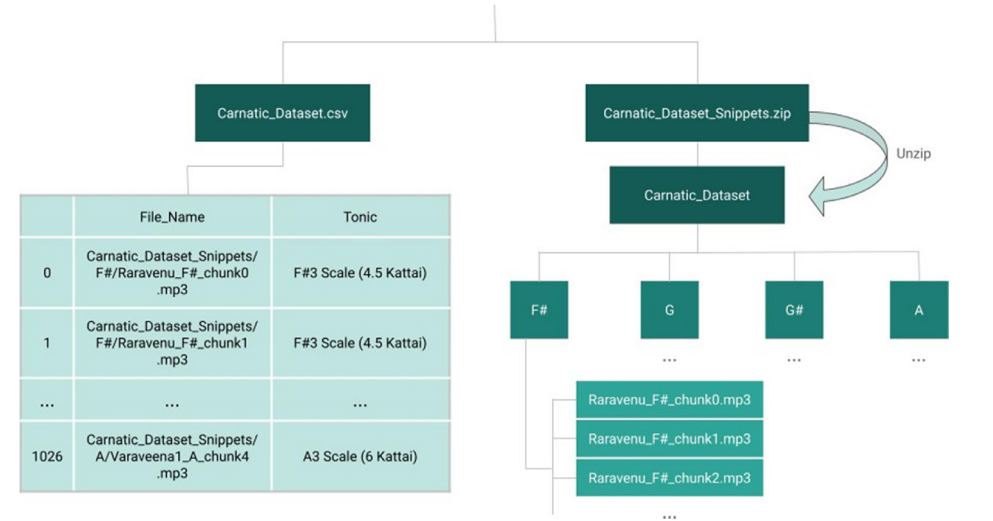 Carnatic_Dataset.csv
Carnatic_Dataset_Snippets.zip
Unzip
Carnatic_Dataset
File_Name
Tonic
0
Carnatic_Dataset_Snippets/
F#/Raravenu_F#_chunk0
.mp3
F#3 Scale (4.5 Kattai)
1
Carnatic_Dataset_Snippets/
F#/Raravenu_F#_chunk1
.mp3
F#3 Scale (4.5 Kattai)
...
...
...
1026
Carnatic_Dataset_Snippets/
A/Varaveena1_A_chunk4
.mp3
A3 Scale (6 Kattai)
F#
G
G#
A
...
...
...
Raravenu_F#_chunk0.mp3
Raravenu_F#_chunk1.mp3
Raravenu_F#_chunk2.mp3
...